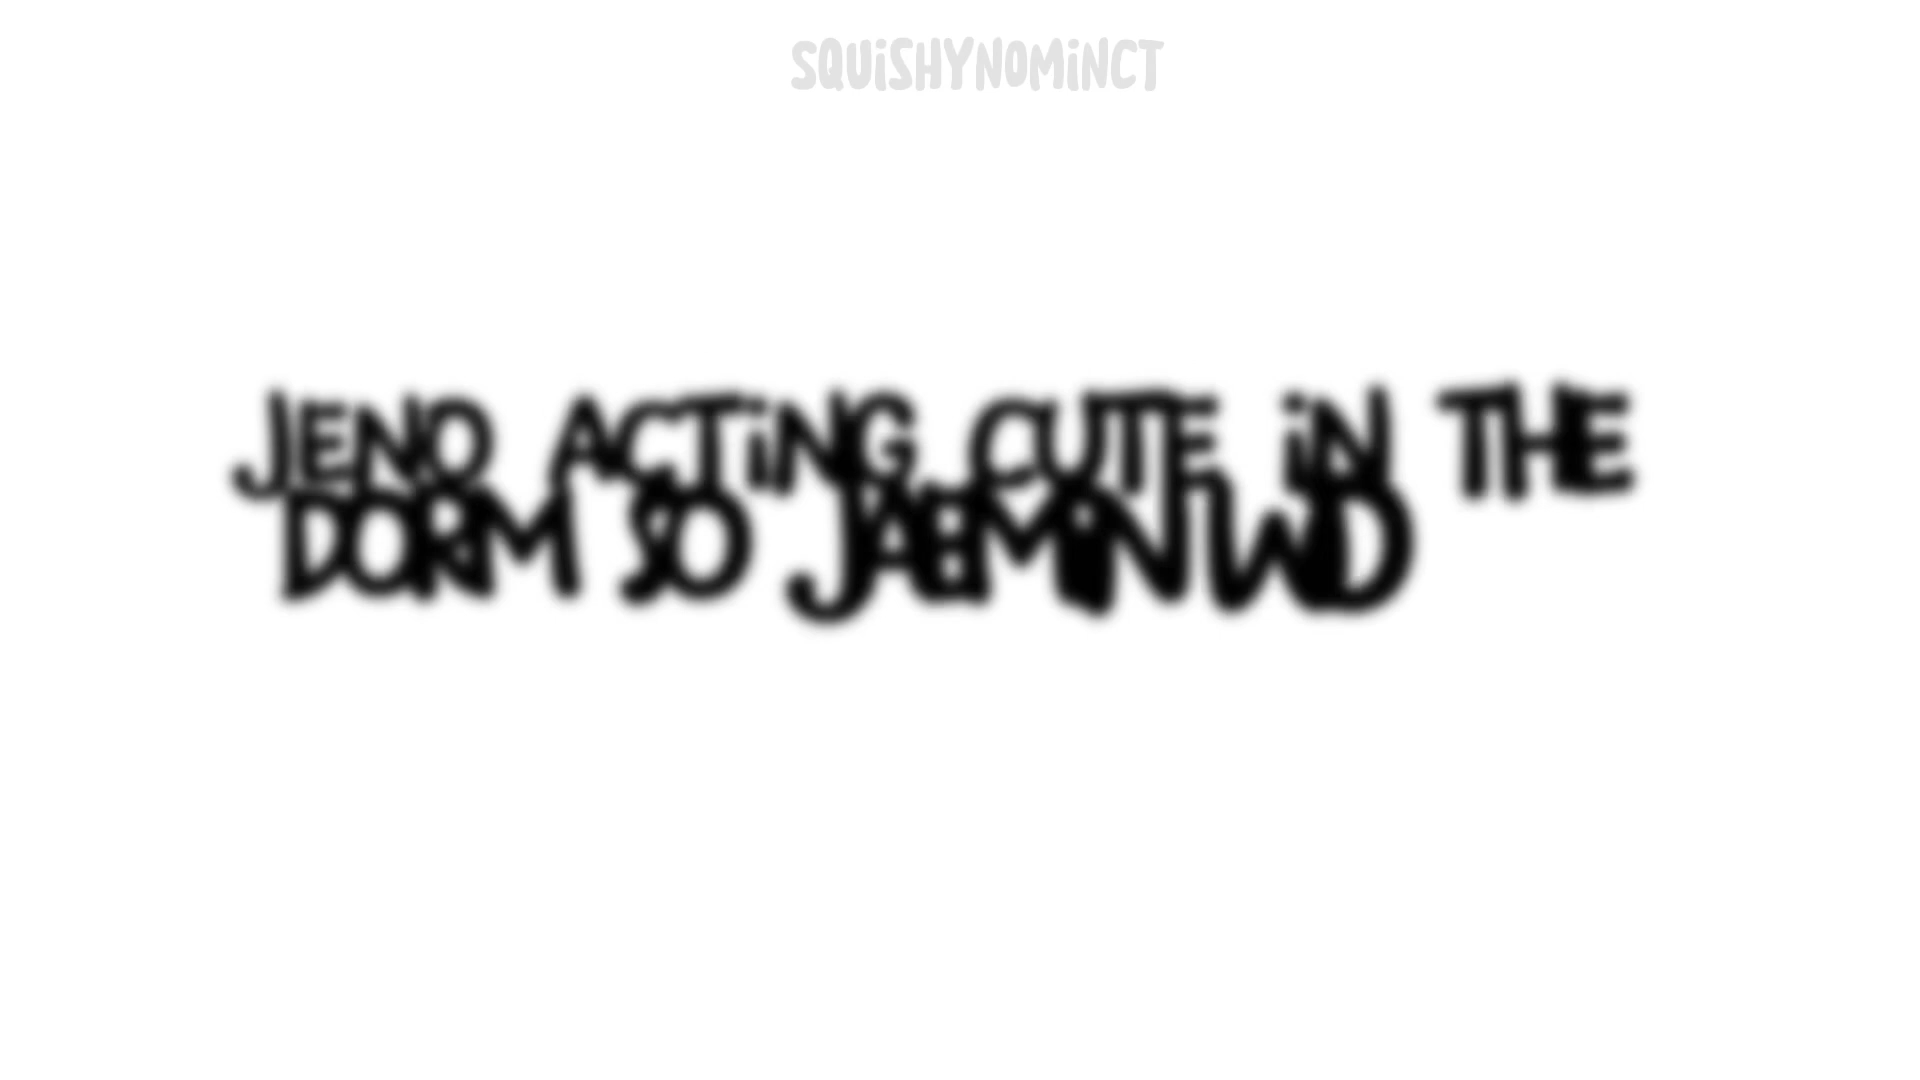 SQUiSHYNOMiNCT
JENO ACTiNG CUTE iN THE
DORM SO JAEMiN